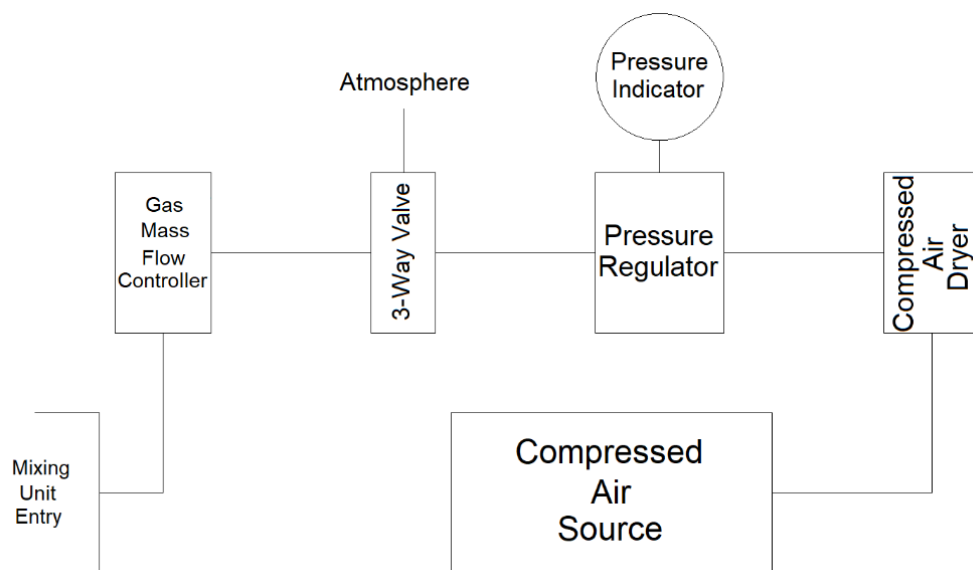 Pressure
Indicator
Atmosphere
Gas
Mass
Flow
Controller
3-Way Valve
Pressure
Regulator
Compressed
Air
Dryer
Mixing
Unit
Entry
Compressed
Air
Source